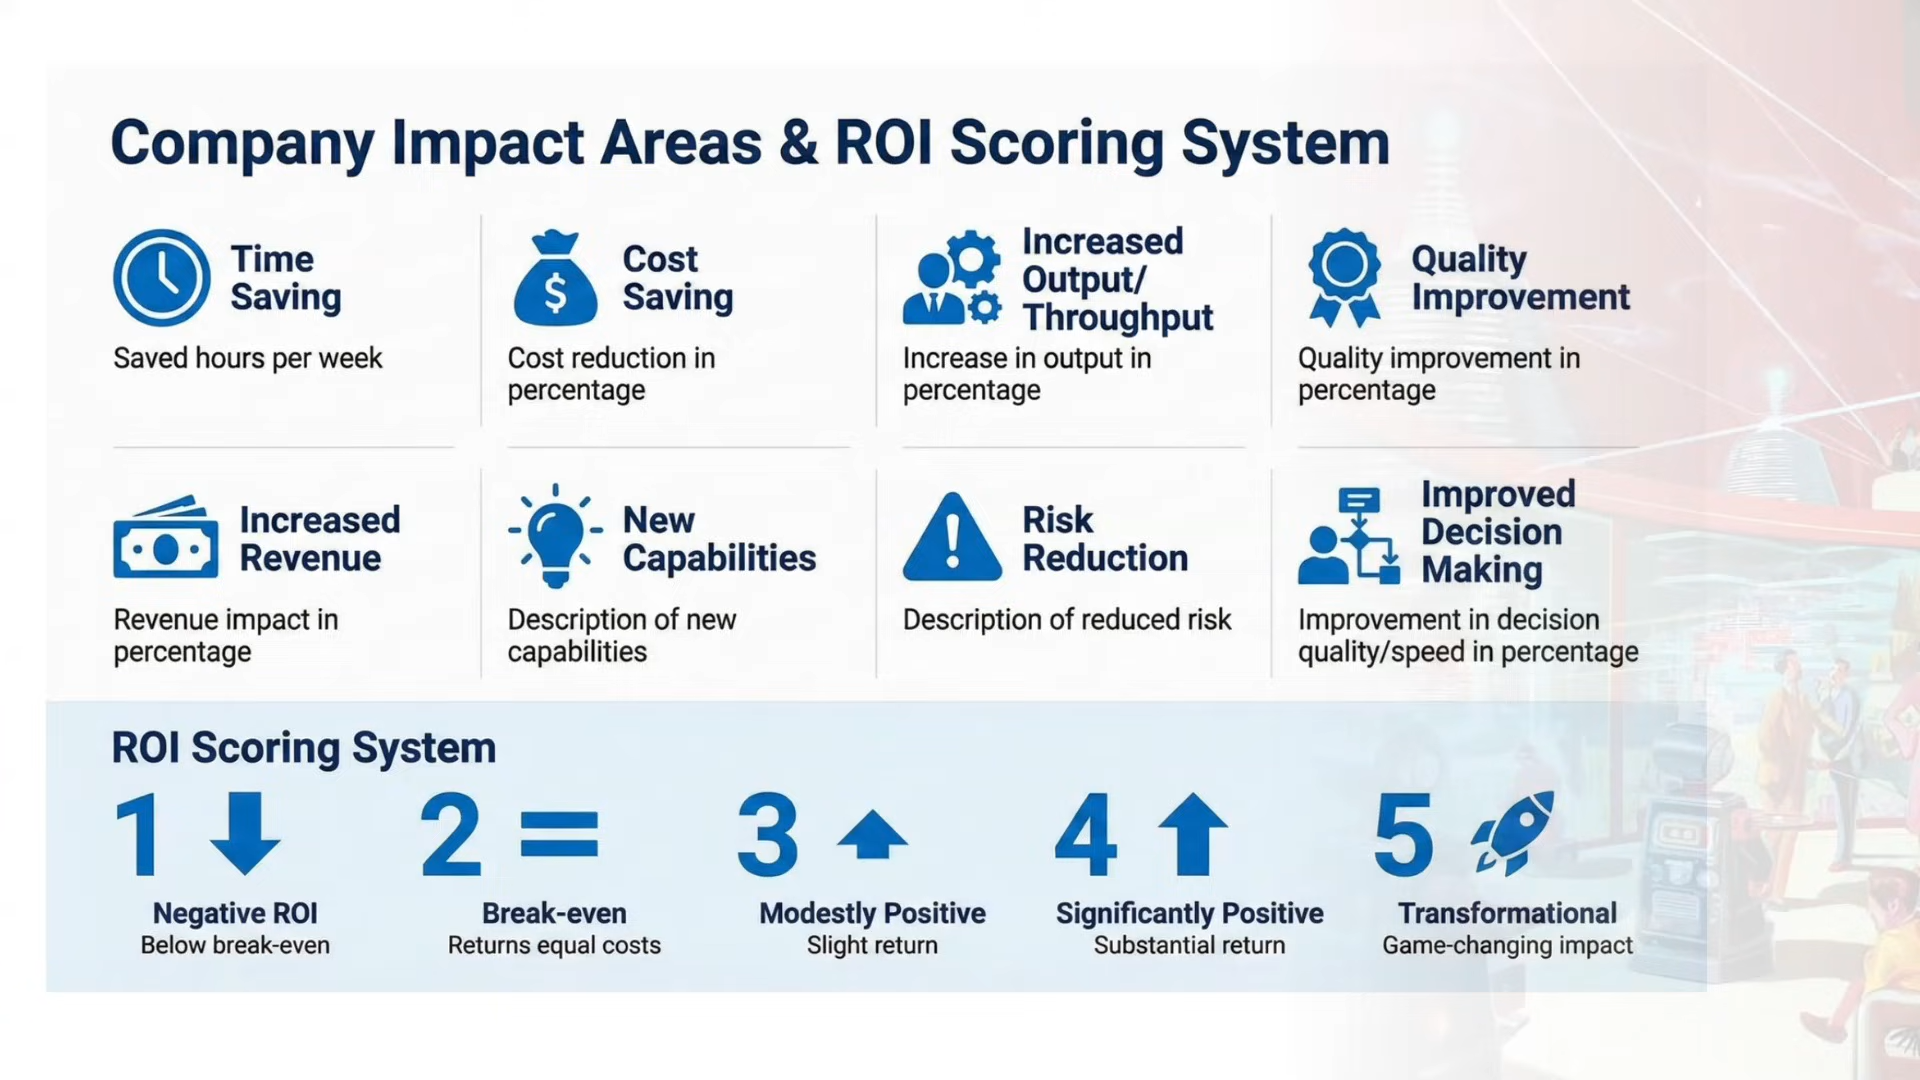 Company Impact Areas & ROI Scoring System
Time
Saving
Saved hours per week
Cost
Saving
Cost reduction in
percentage
Increased
Output/
Throughput
Increase in output in
percentage
Quality
Improvement
Quality improvement in
percentage
Increased
Revenue
Revenue impact in
percentage
New
Capabilities
Description of new
capabilities
Risk
Reduction
Description of reduced risk
Improved
Decision
Making
Improvement in decision
quality/speed in percentage
ROI Scoring System
1
Negative ROI
Below break-even
2
Break-even
Returns equal costs
3
Modestly Positive
Slight return
4
Significantly Positive
Substantial return
5
Transformational
Game-changing impact